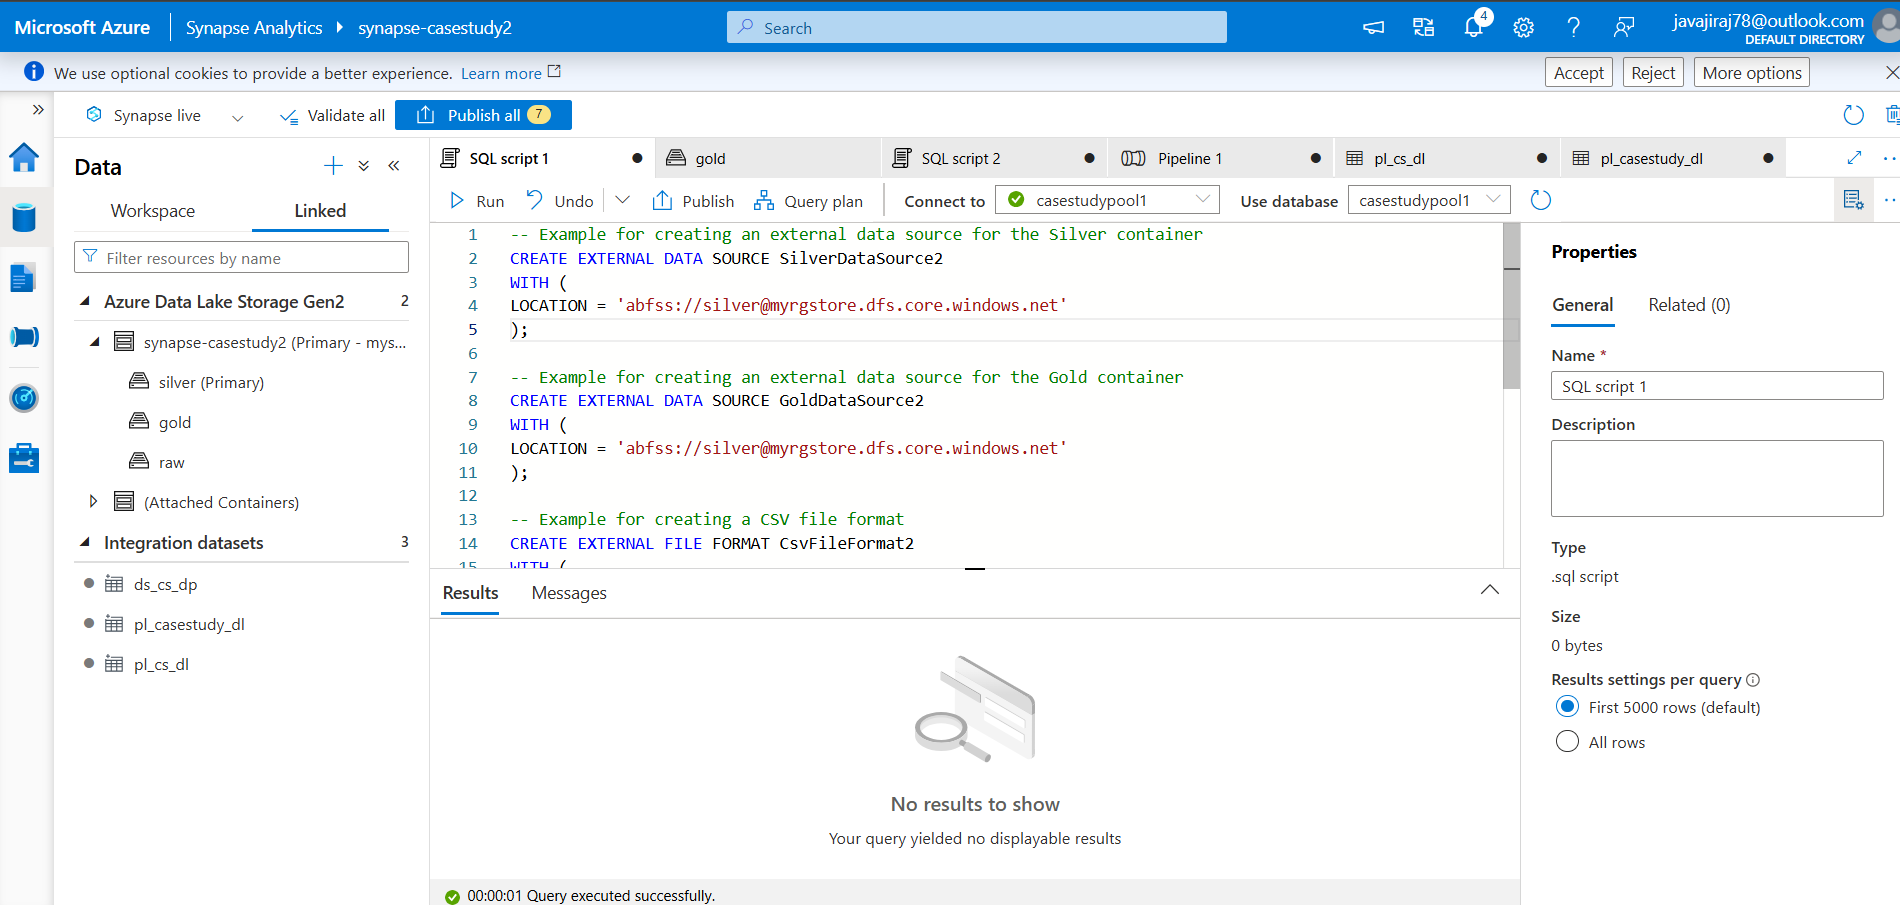 Microsoft Azure
Synapse Analytics
synapse-casestudy2
Search
4
javajiraj78@outlook.com
DEFAULT DIRECTORY
We use optional cookies to provide a better experience. Learn more
Accept
Reject
More options
Synapse live
Validate all
Publish all 7
Data
Workspace
Linked
Filter resources by name
Azure Data Lake Storage Gen2 2
synapse-casestudy2 (Primary - mys...
silver (Primary)
gold
raw
(Attached Containers)
Integration datasets 3
ds_cs_dp
pl_casestudy_dl
pl_cs_dl
SQL script 1
gold
SQL script 2
Pipeline 1
pl_cs_dl
pl_casestudy_dl
Run
Undo
Publish
Query plan
Connect to
casestudypool1
Use database
casestudypool1
1 -- Example for creating an external data source for the Silver container
2 CREATE EXTERNAL DATA SOURCE SilverDataSource2
3 WITH (
4 LOCATION = 'abfss://silver@myrgstore.dfs.core.windows.net'
5 );
6
7 -- Example for creating an external data source for the Gold container
8 CREATE EXTERNAL DATA SOURCE GoldDataSource2
9 WITH (
10 LOCATION = 'abfss://silver@myrgstore.dfs.core.windows.net'
11 );
12
13 -- Example for creating a CSV file format
14 CREATE EXTERNAL FILE FORMAT CsvFileFormat2
15 WITH (
Results
Messages
No results to show
Your query yielded no displayable results
00:00:01 Query executed successfully.
Properties
General
Related (0)
Name *
SQL script 1
Description
Type
.sql script
Size
0 bytes
Results settings per query
First 5000 rows (default)
All rows